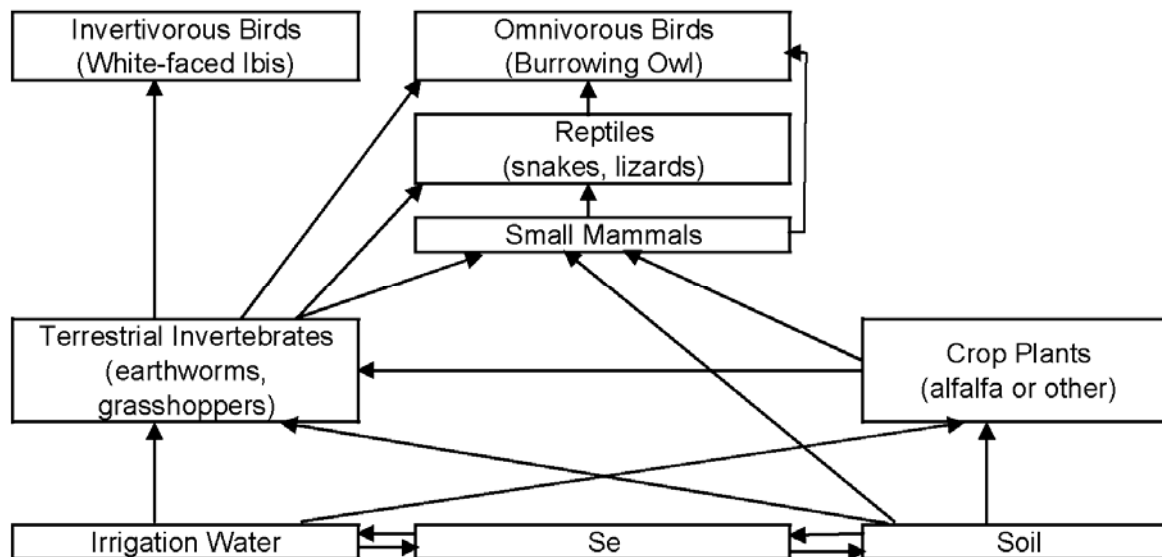 Invertivorous Birds
(White-faced Ibis)
Omnivorous Birds
(Burrowing Owl)
Reptiles
(snakes, lizards)
Small Mammals
Terrestrial Invertebrates
(earthworms,
grasshoppers)
Crop Plants
(alfalfa or other)
Irrigation Water
Se
Soil